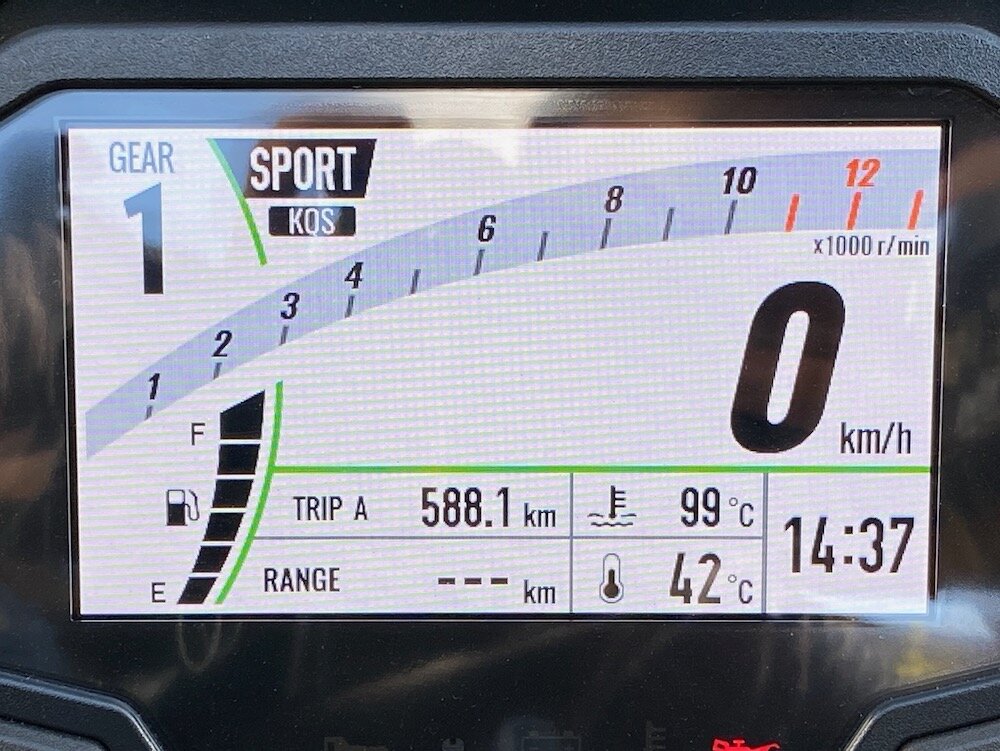 GEAR
1
SPORT
KQS
1 2 3 4 6 8 10 12
x1000 r/min
0 km/h
F
E
TRIP A 588.1 km
RANGE --- km
99 °C
42 °C
14:37